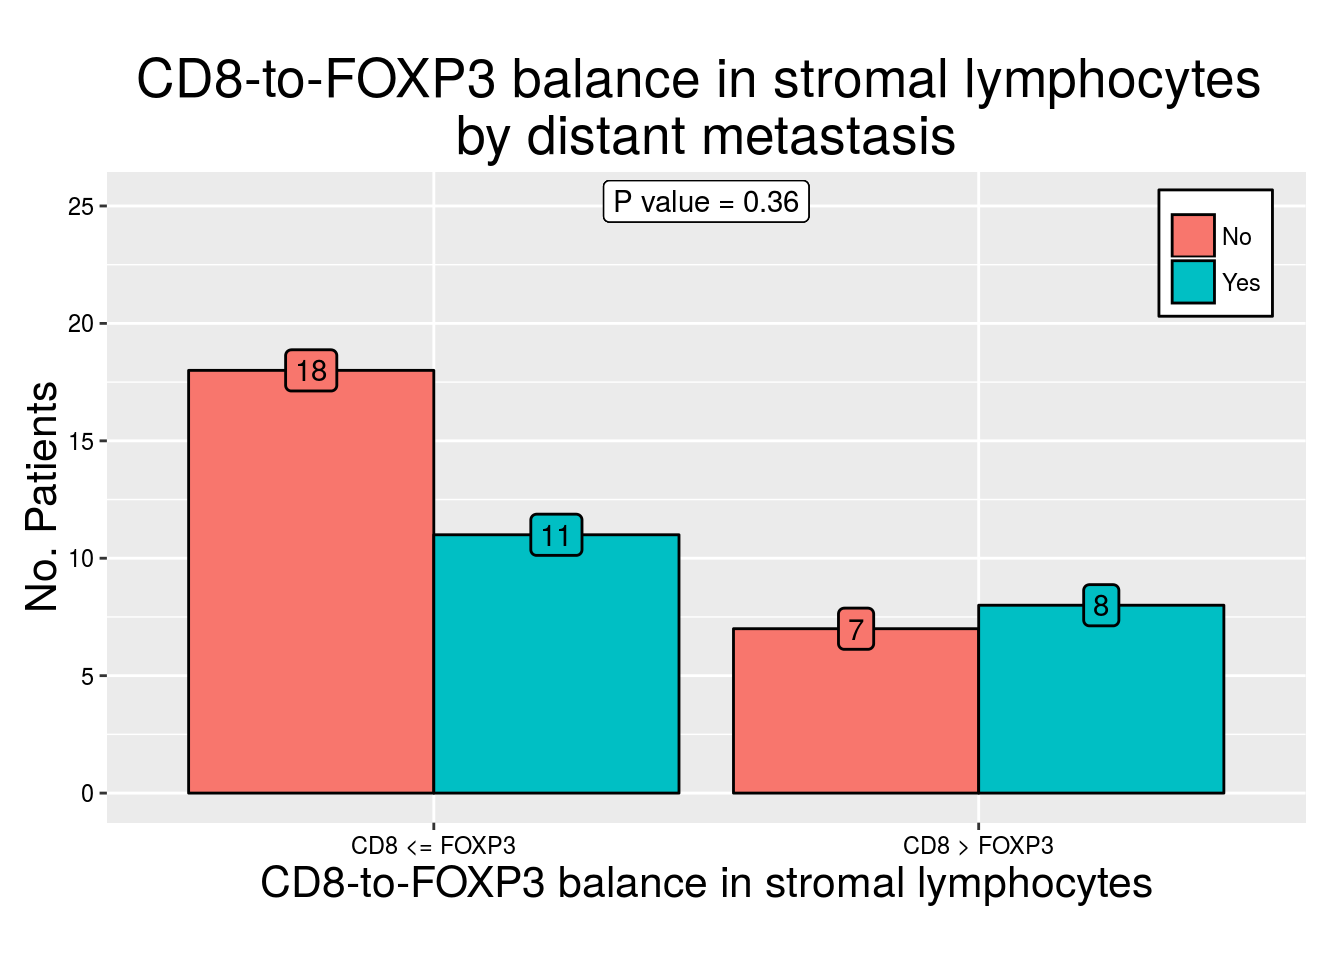 CD8-to-FOXP3 balance in stromal lymphocytes
by distant metastasis
P value = 0.36
No
Yes
No. Patients
25
20
15
10
5
0
18
11
7
8
CD8 <= FOXP3
CD8 > FOXP3
CD8-to-FOXP3 balance in stromal lymphocytes